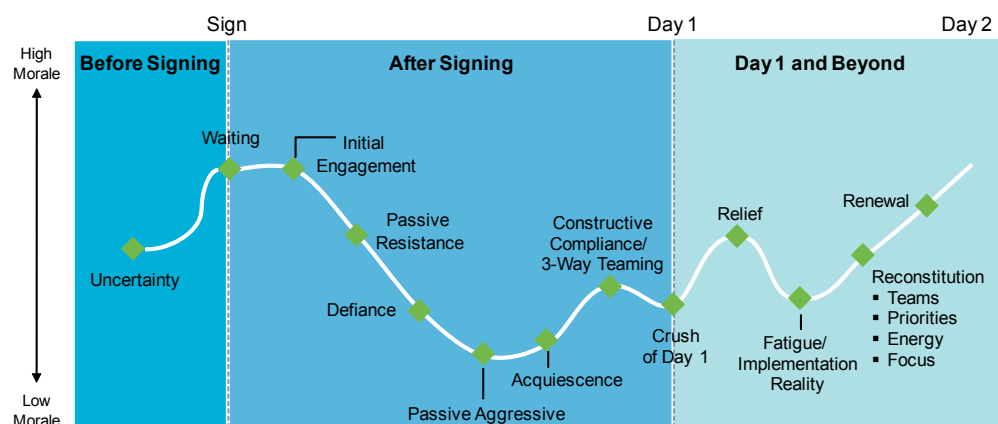 Sign
Day 1
Day 2
High
Morale
Before Signing
After Signing
Day 1 and Beyond
Waiting
Initial
Engagement
Passive
Resistance
Constructive
Compliance/
3-Way Teaming
Relief
Renewal
Uncertainty
Defiance
Reconstitution
▪ Teams
▪ Priorities
▪ Energy
▪ Focus
Crush
of Day 1
Fatigue/
Implementation
Reality
Acquiescence
Passive Aggressive
Low
Morale